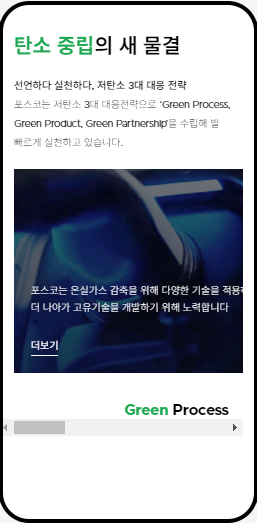 탄소 중립의 새 물결
선언하다 실천하다, 저탄소 3대 대응 전략
포스코는 저탄소 3대 대응전략으로 'Green Process,
Green Product, Green Partnership'을 수립해 발
빠르게 실천하고 있습니다.
포스코는 온실가스 감축을 위해 다양한 기술을 적용하
더 나아가 고유기술을 개발하기 위해 노력합니다
더보기
Green Process